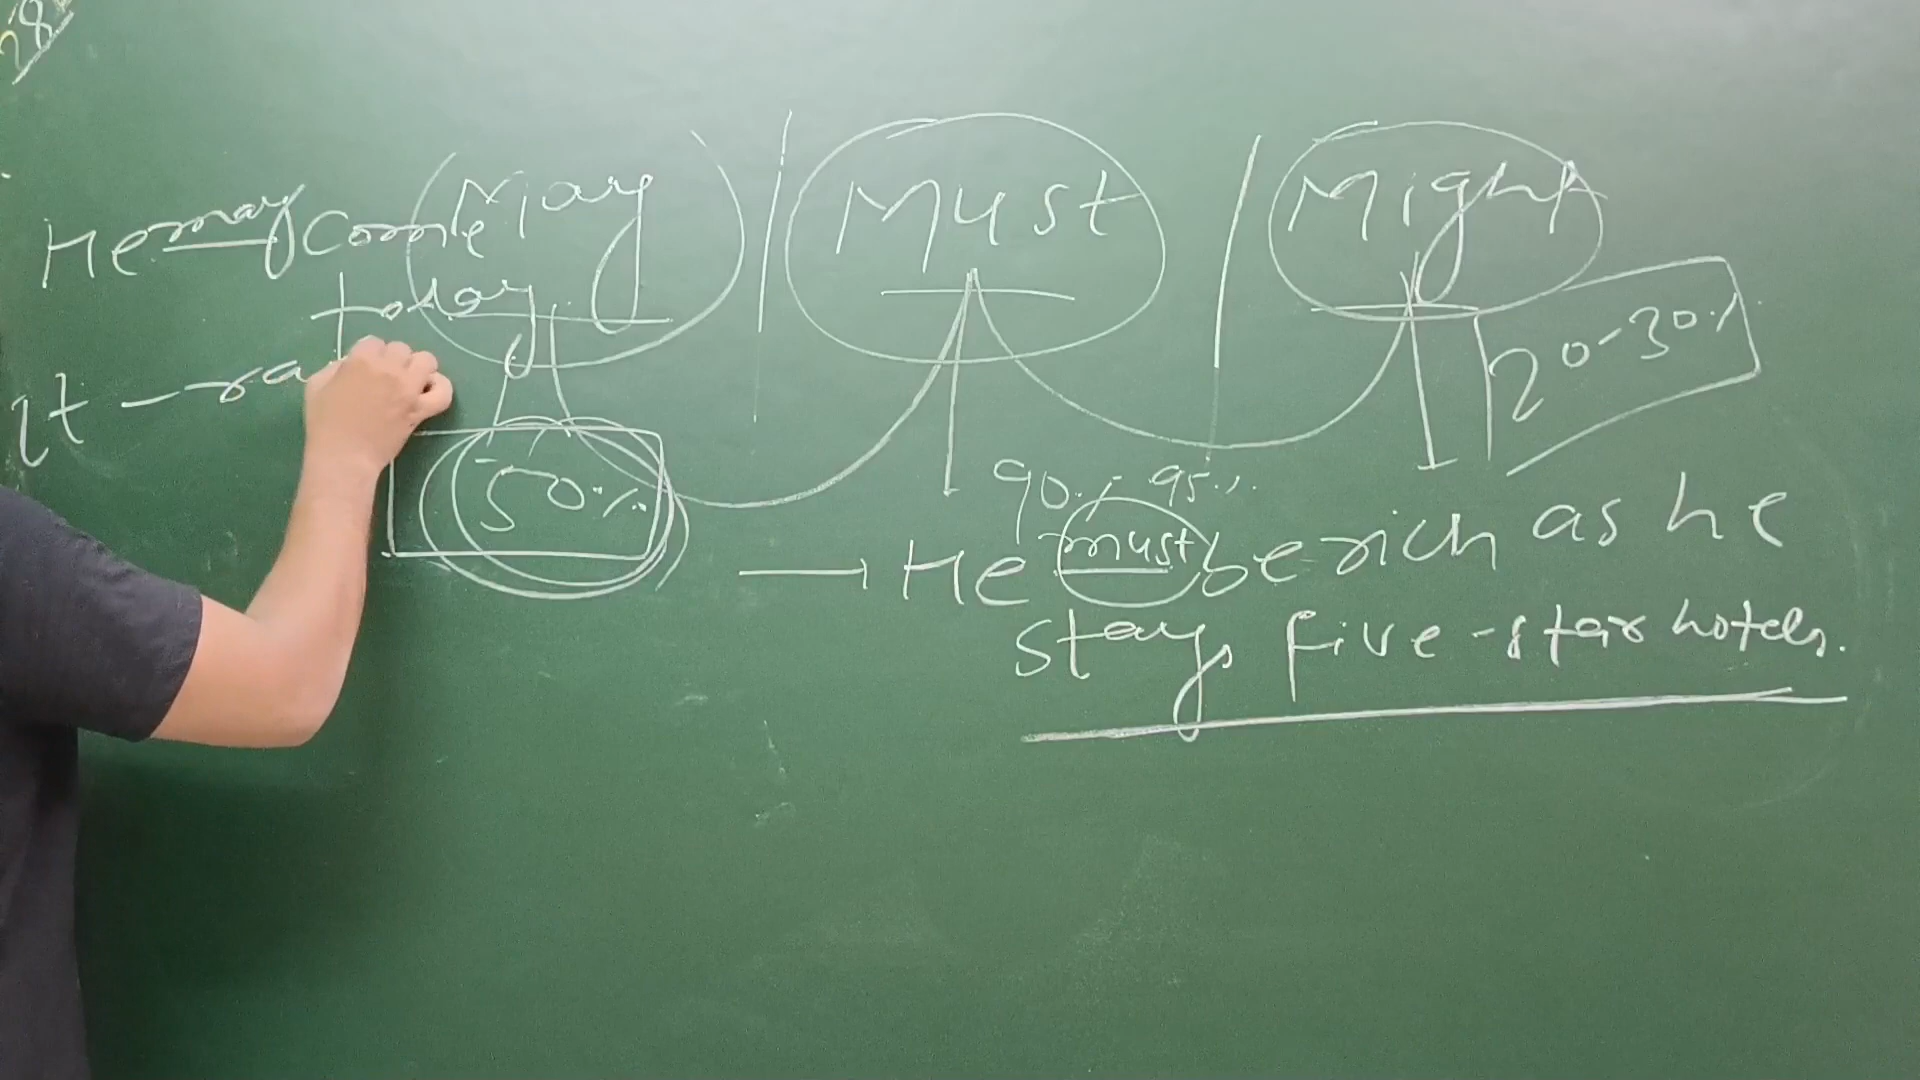 28
May | Must | Might
He may come
today
20-30%
It - ra
50%
90% - 95%
He must be rich as he
stays five-star hotels.